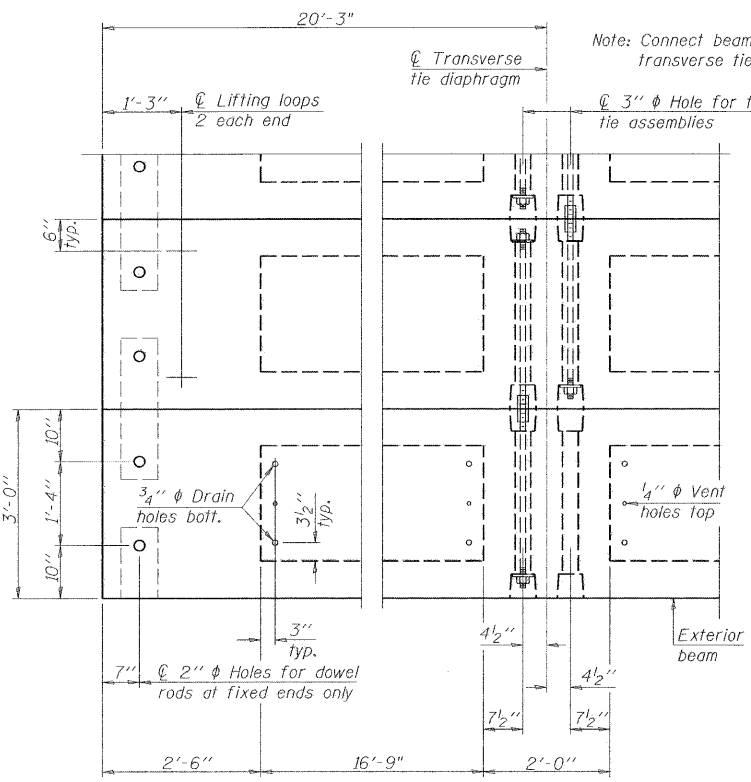 20'-3"
Note: Connect beam
transverse tie
℄ Transverse
tie diaphragm
1'-3"
℄ Lifting loops
2 each end
℄ 3" ϕ Hole for t
tie assemblies
6"
typ.
3'-0"
10"
1'-4"
10"
3/4" ϕ Drain
holes bott.
3 1/2"
typ.
1/4" ϕ Vent
holes top
3"
typ.
4 1/2"
4 1/2"
Exterior
beam
7"
℄ 2" ϕ Holes for dowel
rods at fixed ends only
7 1/2"
7 1/2"
2'-6"
16'-9"
2'-0"